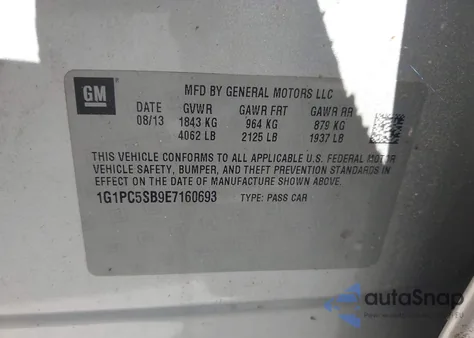 GM
MFD BY GENERAL MOTORS LLC
DATE GVWR GAWR FRT GAWR RR
08/13 1843 KG 964 KG 879 KG
4062 LB 2125 LB 1937 LB
THIS VEHICLE CONFORMS TO ALL APPLICABLE U.S. FEDERAL MOTOR
VEHICLE SAFETY, BUMPER, AND THEFT PREVENTION STANDARDS
IN EFFECT ON THE DATE OF MANUFACTURE SHOWN ABOVE.
1G1PC5SB9E7160693 TYPE: PASS CAR
autoSnap